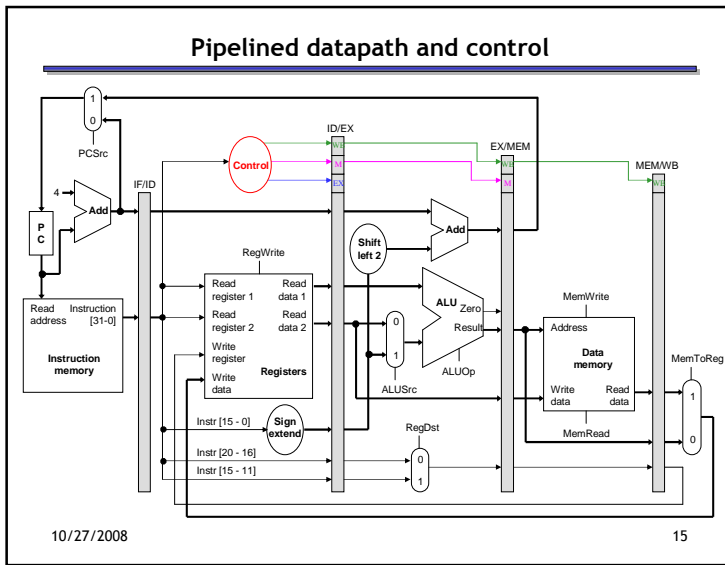 Pipelined datapath and control
1
0
PCSrc
ID/EX
WB
M
EX
EX/MEM
WB
M
MEM/WB
WB
Control
IF/ID
4
Add
P
C
Add
Shift
left 2
RegWrite
Read
address
Instruction
[31-0]
Instruction
memory
Read
register 1
Read
data 1
Read
register 2
Read
data 2
Write
register
Write
data
Registers
0
1
ALUSrc
ALU
Zero
Result
ALUOp
MemWrite
Address
Data
memory
Write
data
Read
data
MemRead
MemToReg
1
0
Instr [15 - 0]
Sign
extend
RegDst
Instr [20 - 16]
0
Instr [15 - 11]
1
10/27/2008
15